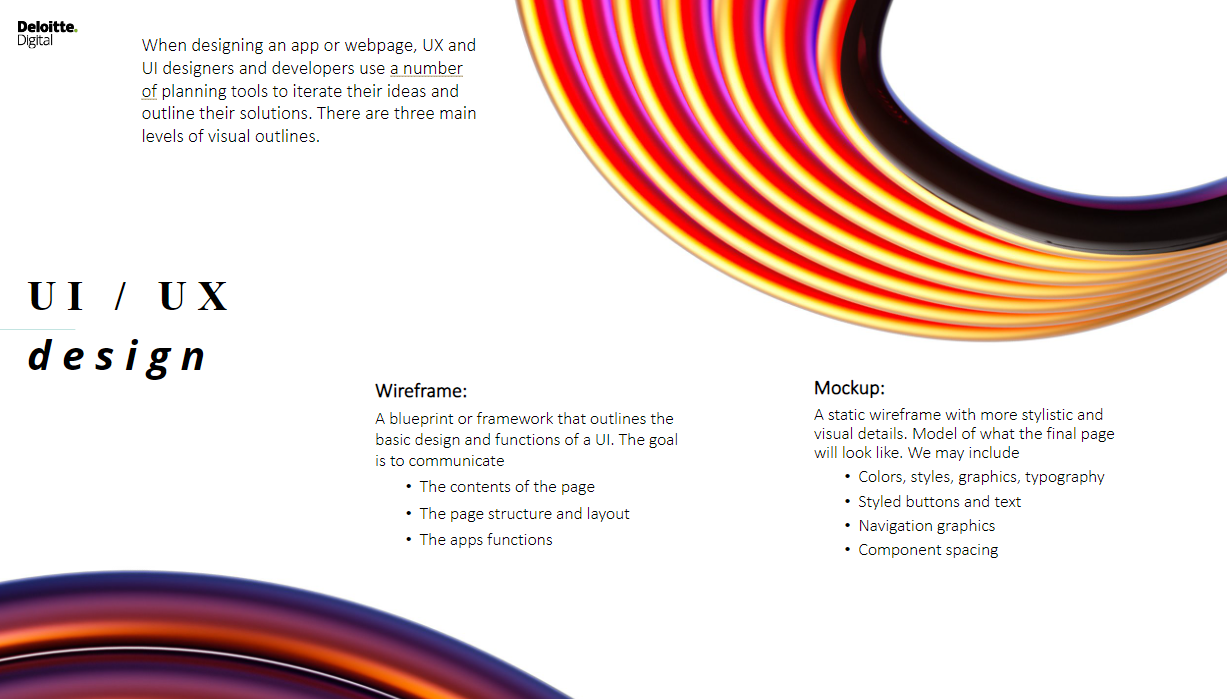 Deloitte.
Digital
When designing an app or webpage, UX and
UI designers and developers use a number
of planning tools to iterate their ideas and
outline their solutions. There are three main
levels of visual outlines.
UI / UX
design
Wireframe:
A blueprint or framework that outlines the
basic design and functions of a UI. The goal
is to communicate
• The contents of the page
• The page structure and layout
• The apps functions
Mockup:
A static wireframe with more stylistic and
visual details. Model of what the final page
will look like. We may include
• Colors, styles, graphics, typography
• Styled buttons and text
• Navigation graphics
• Component spacing